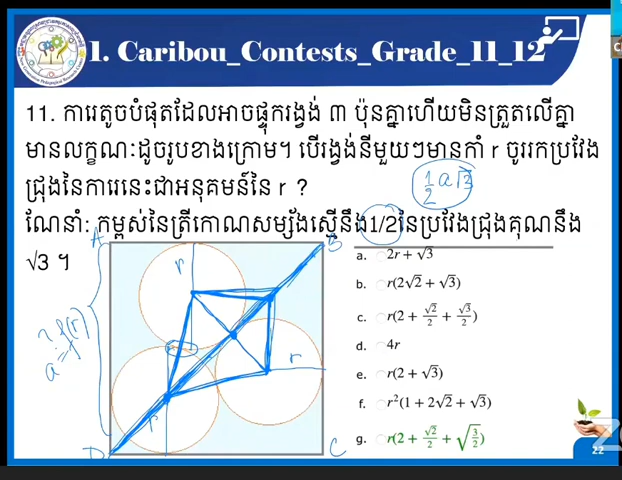 1. Caribou_Contests_Grade_11_12
11. ការេតូចបំផុតដែលអាចផ្ទុករង្វង់ ៣ ប៉ុនគ្នាហើយមិនត្រួតលើគ្នា
មានលក្ខណៈដូចរូបខាងក្រោម។ បើរង្វង់នីមួយៗមានកាំ r ចូររកប្រវែង
ជ្រុងនៃការេនេះជាអនុគមន៍នៃ r ?
1/2 a√3
ណែនាំ: កម្ពស់នៃត្រីកោណសម្ង័ងស្មើនឹង1/2នៃប្រវែងជ្រុងគុណនឹង
√3 ។
A
B
a. 2r + √3
b. r(2√2 + √3)
c. r(2 + √2/2 + √3/2)
d. 4r
e. r(2 + √3)
f. r²(1 + 2√2 + √3)
g. r(2 + √2/2 + √(3/2))
r
r
r
D
C
22